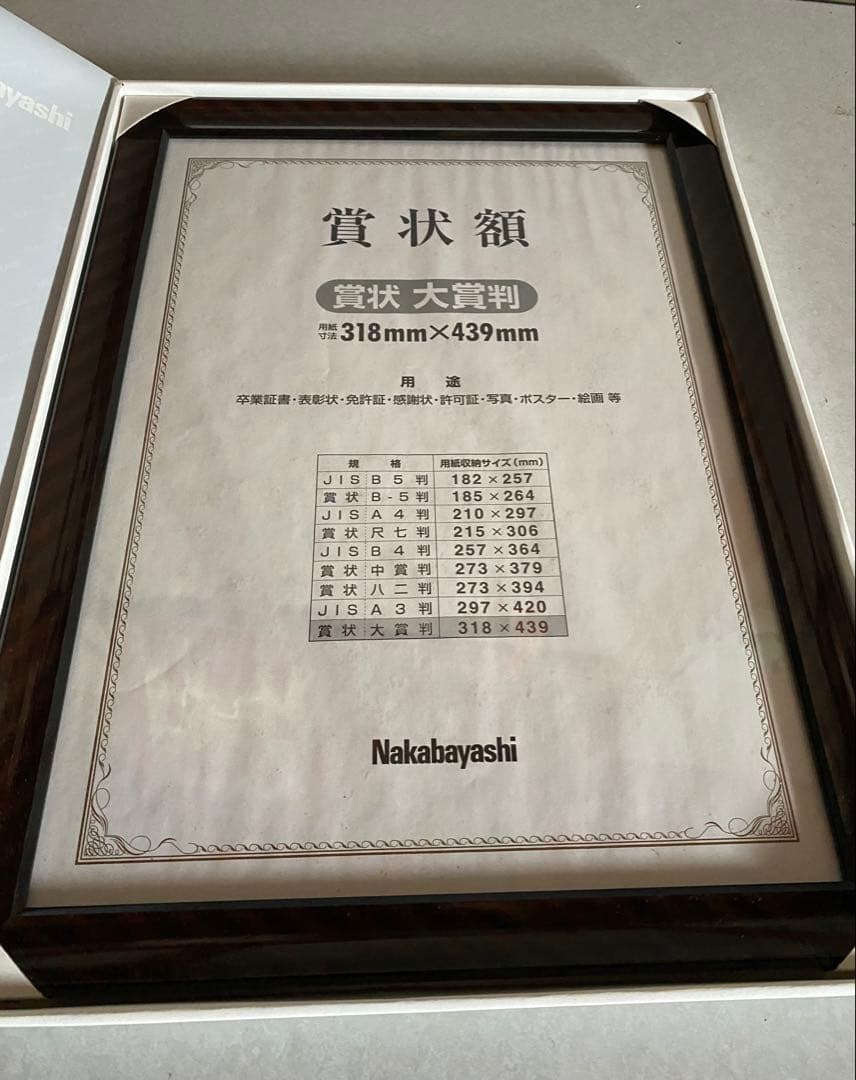 ayashi
賞状額
賞状 大賞判
用紙寸法 318mm×439mm
用途
卒業証書・表彰状・免許証・感謝状・許可証・写真・ポスター・絵画 等
規格 用紙収納サイズ(mm)
JIS B5判 182×257
賞状 B-5判 185×264
JIS A4判 210×297
賞状 尺七判 215×306
JIS B4判 257×364
賞状 中賞判 273×379
賞状 八二判 273×394
JIS A3判 297×420
賞状 大賞判 318×439
Nakabayashi